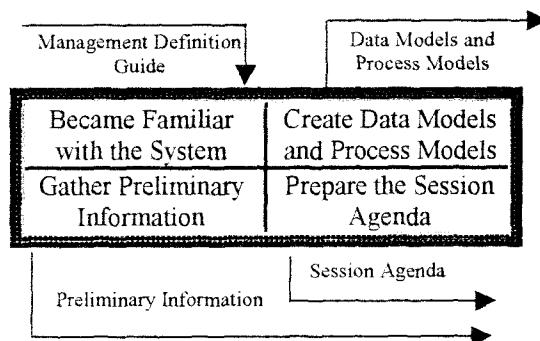 Management Definition
Guide
Data Models and
Process Models
Became Familiar
with the System
Create Data Models
and Process Models
Gather Preliminary
Information
Prepare the Session
Agenda
Session Agenda
Preliminary Information